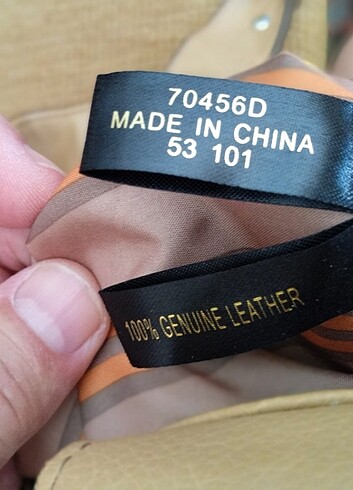 70456D
MADE IN CHINA
53 101
100% GENUINE LEATHER